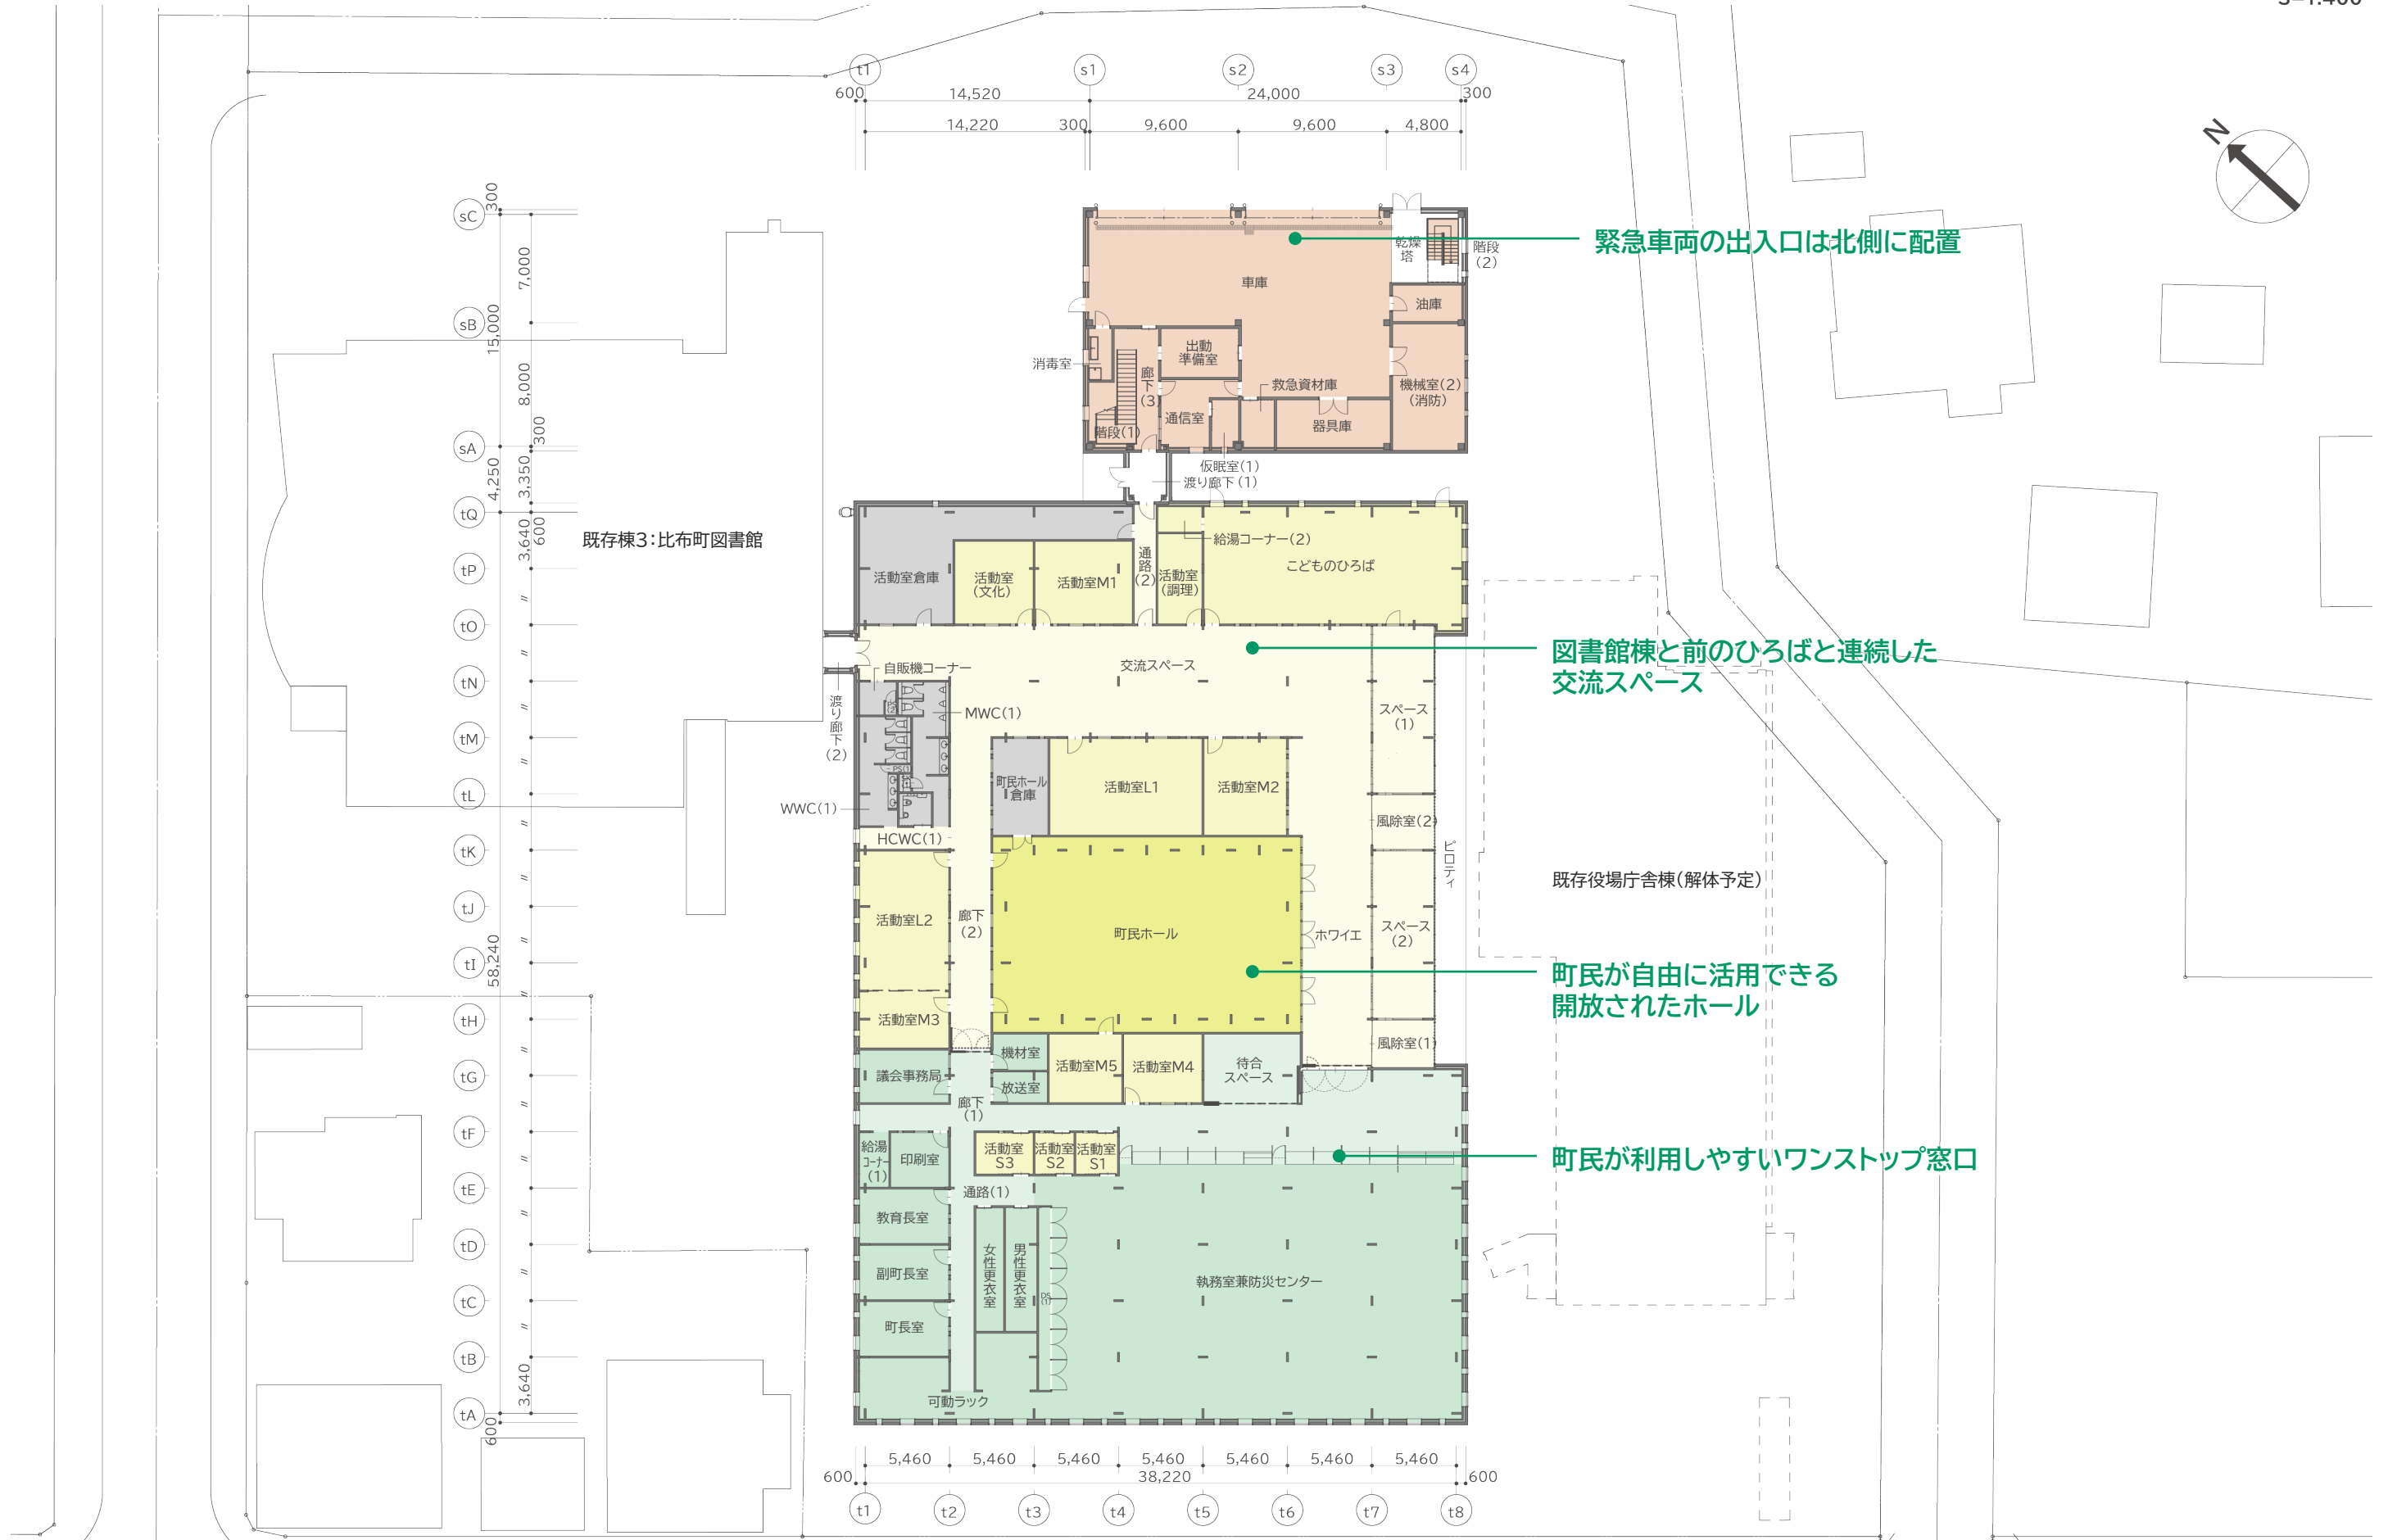 t1
s1
s2
s3
s4
600
14,520
24,000
300
14,220
300
9,600
9,600
4,800
N
sC
sB
sA
tQ
tP
tO
tN
tM
tL
tK
tJ
tI
tH
tG
tF
tE
tD
tC
tB
tA
300
7,000
15,000
8,000
300
4,250
3,350
3,640
600
〃
〃
〃
〃
〃
〃
〃
〃
〃
〃
〃
〃
〃
〃
58,240
3,640
600
既存棟3：比布町図書館
緊急車両の出入口は北側に配置
乾燥
塔
階段
(2)
車庫
油庫
出動
準備室
消毒室
廊下(3)
救急資材庫
機械室(2)
(消防)
通信室
器具庫
階段(1)
仮眠室(1)
渡り廊下(1)
給湯コーナー(2)
こどものひろば
活動室倉庫
活動室
(文化)
活動室M1
通路(2)
活動室
(調理)
図書館棟と前のひろばと連続した
交流スペース
自販機コーナー
交流スペース
渡り廊下(2)
MWC(1)
スペース
(1)
町民ホール
倉庫
活動室L1
活動室M2
WWC(1)
風除室(2)
HCWC(1)
ピロティ
既存役場庁舎棟(解体予定)
活動室L2
廊下
(2)
町民ホール
ホワイエ
スペース
(2)
町民が自由に活用できる
開放されたホール
活動室M3
風除室(1)
機材室
議会事務局
放送室
活動室M5
活動室M4
待合
スペース
廊下
(1)
給湯
コーナー
(1)
印刷室
活動室
S3
活動室
S2
活動室
S1
町民が利用しやすいワンストップ窓口
通路(1)
教育長室
女性更衣室
男性更衣室
副町長室
執務室兼防災センター
町長室
可動ラック
5,460
5,460
5,460
5,460
5,460
5,460
5,460
600
38,220
600
t1
t2
t3
t4
t5
t6
t7
t8